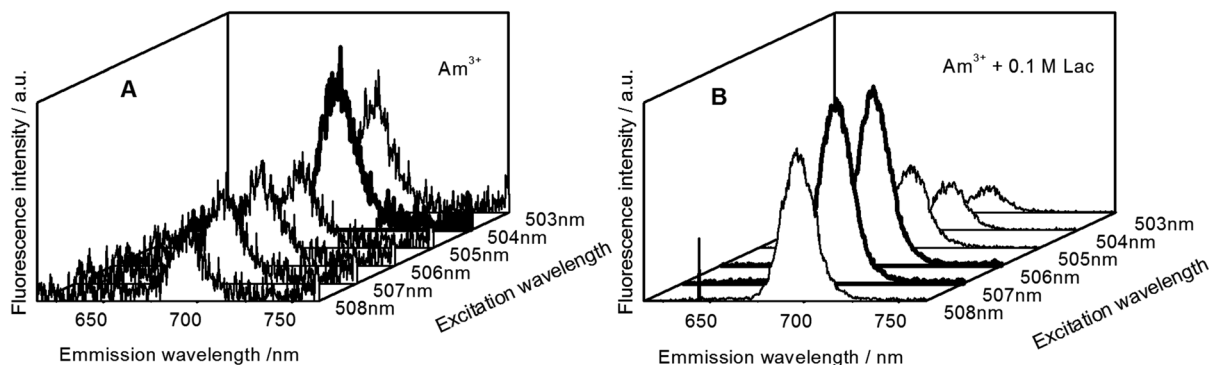 Fluorescence intensity / a.u.
A
Am³⁺
503nm
504nm
505nm
506nm
507nm
508nm
Excitation wavelength
650
700
750
Emmission wavelength /nm
Fluorescence intensity / a.u.
B
Am³⁺ + 0.1 M Lac
503nm
504nm
505nm
506nm
507nm
508nm
Excitation wavelength
650
700
750
Emmission wavelength / nm